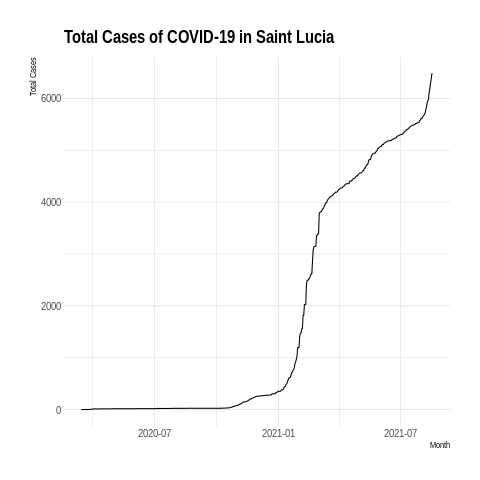 Total Cases of COVID-19 in Saint Lucia
Total Cases
6000
4000
2000
0
2020-07 2021-01 2021-07
Month